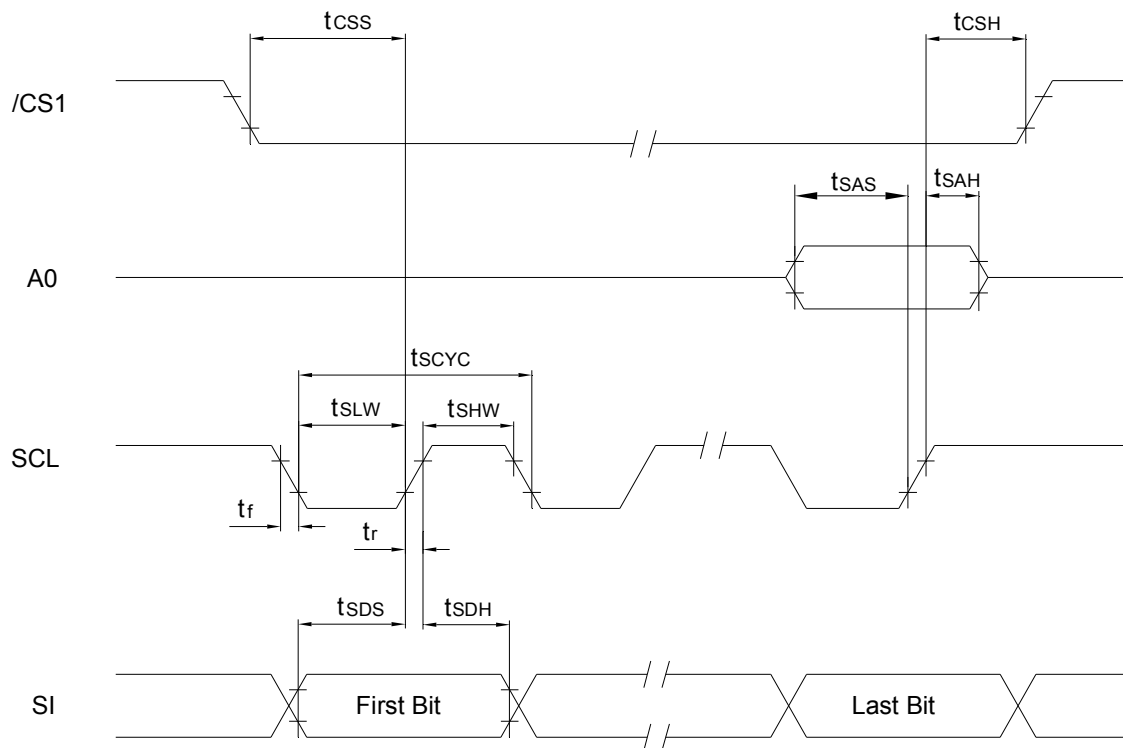 tCSS
tCSH
/CS1
tSAS
tSAH
A0
tSCYC
tSLW
tSHW
SCL
tf
tr
tSDS
tSDH
SI
First Bit
Last Bit